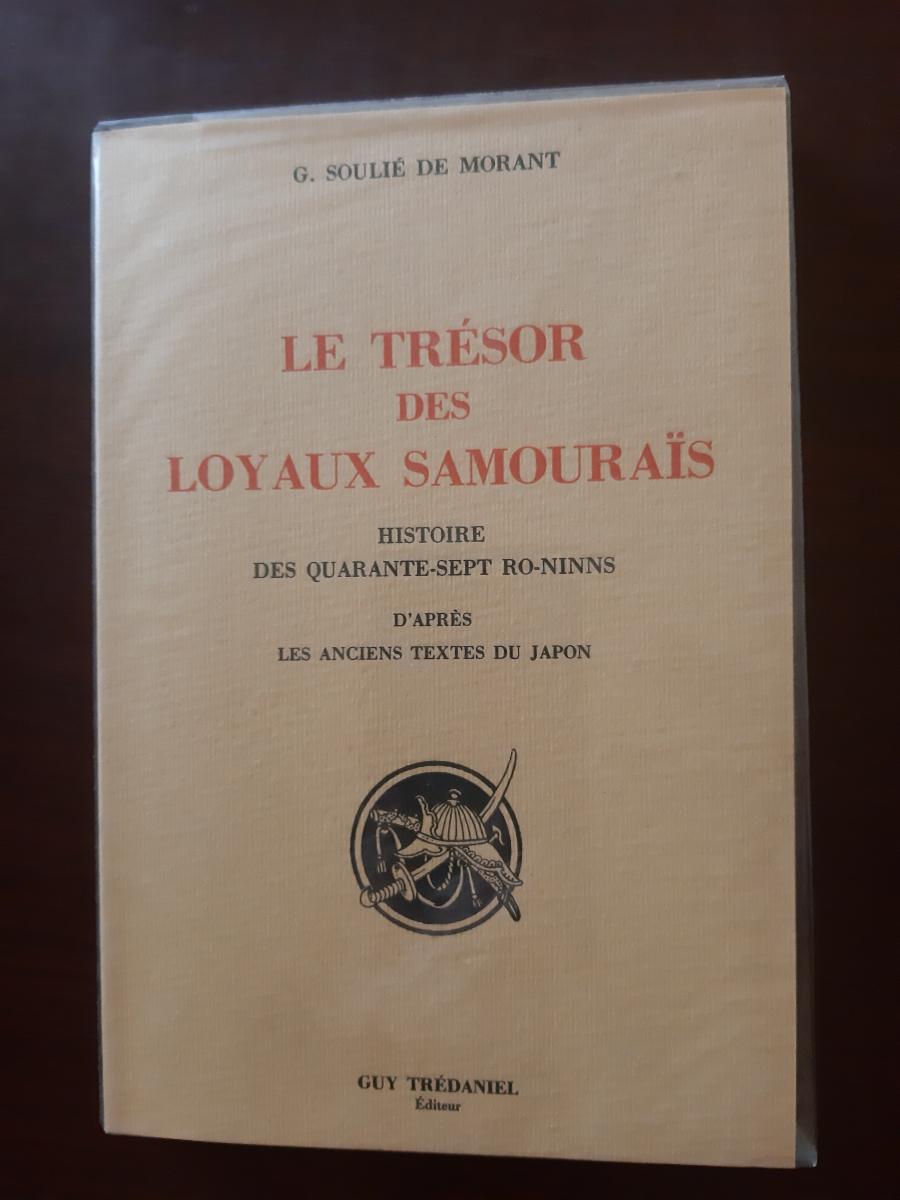 G. SOULIÉ DE MORANT
LE TRÉSOR
DES
LOYAUX SAMOURAÏS
HISTOIRE
DES QUARANTE-SEPT RO-NINNS
D'APRÈS
LES ANCIENS TEXTES DU JAPON
GUY TRÉDANIEL
Éditeur